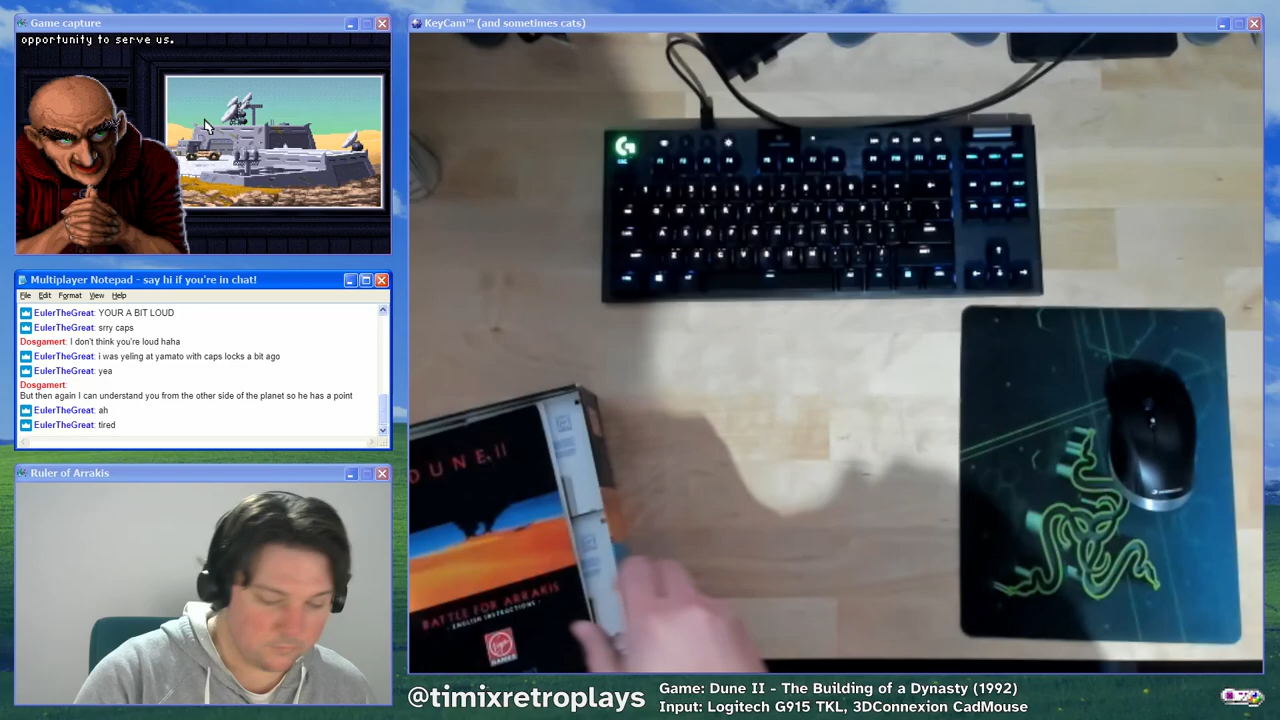 Game capture
opportunity to serve us.
Multiplayer Notepad - say hi if you're in chat!
File Edit Format View Help
EulerTheGreat: YOUR A BIT LOUD
EulerTheGreat: srry caps
Dosgamert: I don't think you're loud haha
EulerTheGreat: i was yeling at yamato with caps locks a bit ago
EulerTheGreat: yea
Dosgamert:
But then again I can understand you from the other side of the planet so he has a point
EulerTheGreat: ah
EulerTheGreat: tired
Ruler of Arrakis
KeyCam™ (and sometimes cats)
DUNE II
BATTLE FOR ARRAKIS
- ENGLISH INSTRUCTIONS -
Virgin
GAMES
@timixretroplays
Game: Dune II - The Building of a Dynasty (1992)
Input: Logitech G915 TKL, 3DConnexion CadMouse